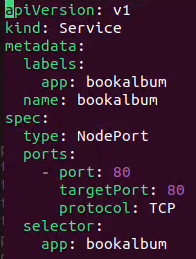 apiVersion: v1
kind: Service
metadata:
  labels:
    app: bookalbum
  name: bookalbum
spec:
  type: NodePort
  ports:
    - port: 80
      targetPort: 80
      protocol: TCP
  selector:
    app: bookalbum